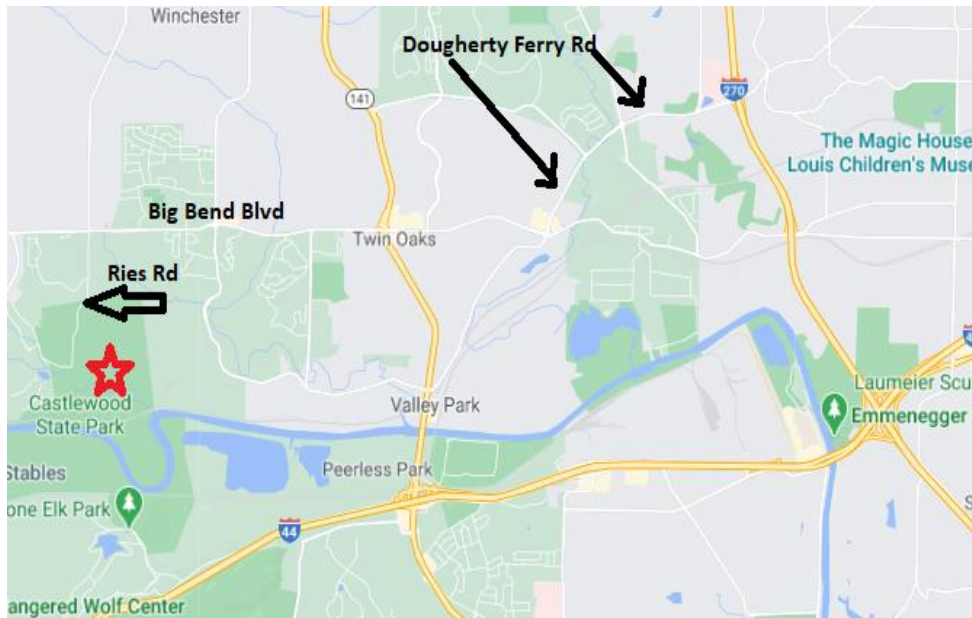 Winchester
Dougherty Ferry Rd
141
270
The Magic House
Louis Children's Muse
Big Bend Blvd
Twin Oaks
Ries Rd
Laumeier Scu
Castlewood
State Park
Valley Park
Emmenegger
Stables
Peerless Park
one Elk Park
44
angered Wolf Center